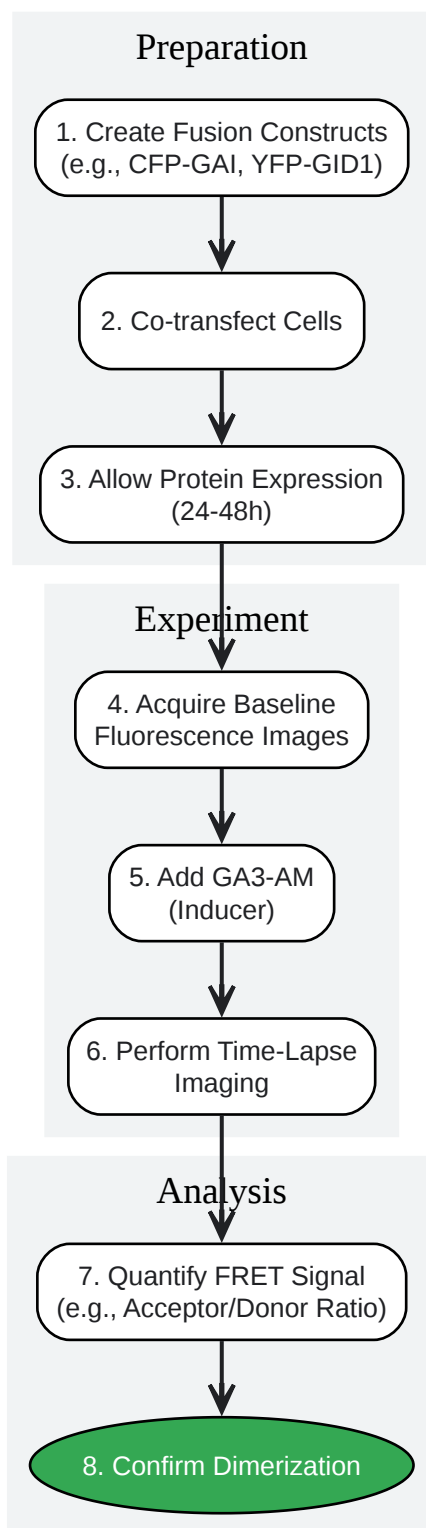 Preparation
1. Create Fusion Constructs
(e.g., CFP-GAI, YFP-GID1)
2. Co-transfect Cells
3. Allow Protein Expression
(24-48h)
Experiment
4. Acquire Baseline
Fluorescence Images
5. Add GA3-AM
(Inducer)
6. Perform Time-Lapse
Imaging
Analysis
7. Quantify FRET Signal
(e.g., Acceptor/Donor Ratio)
8. Confirm Dimerization